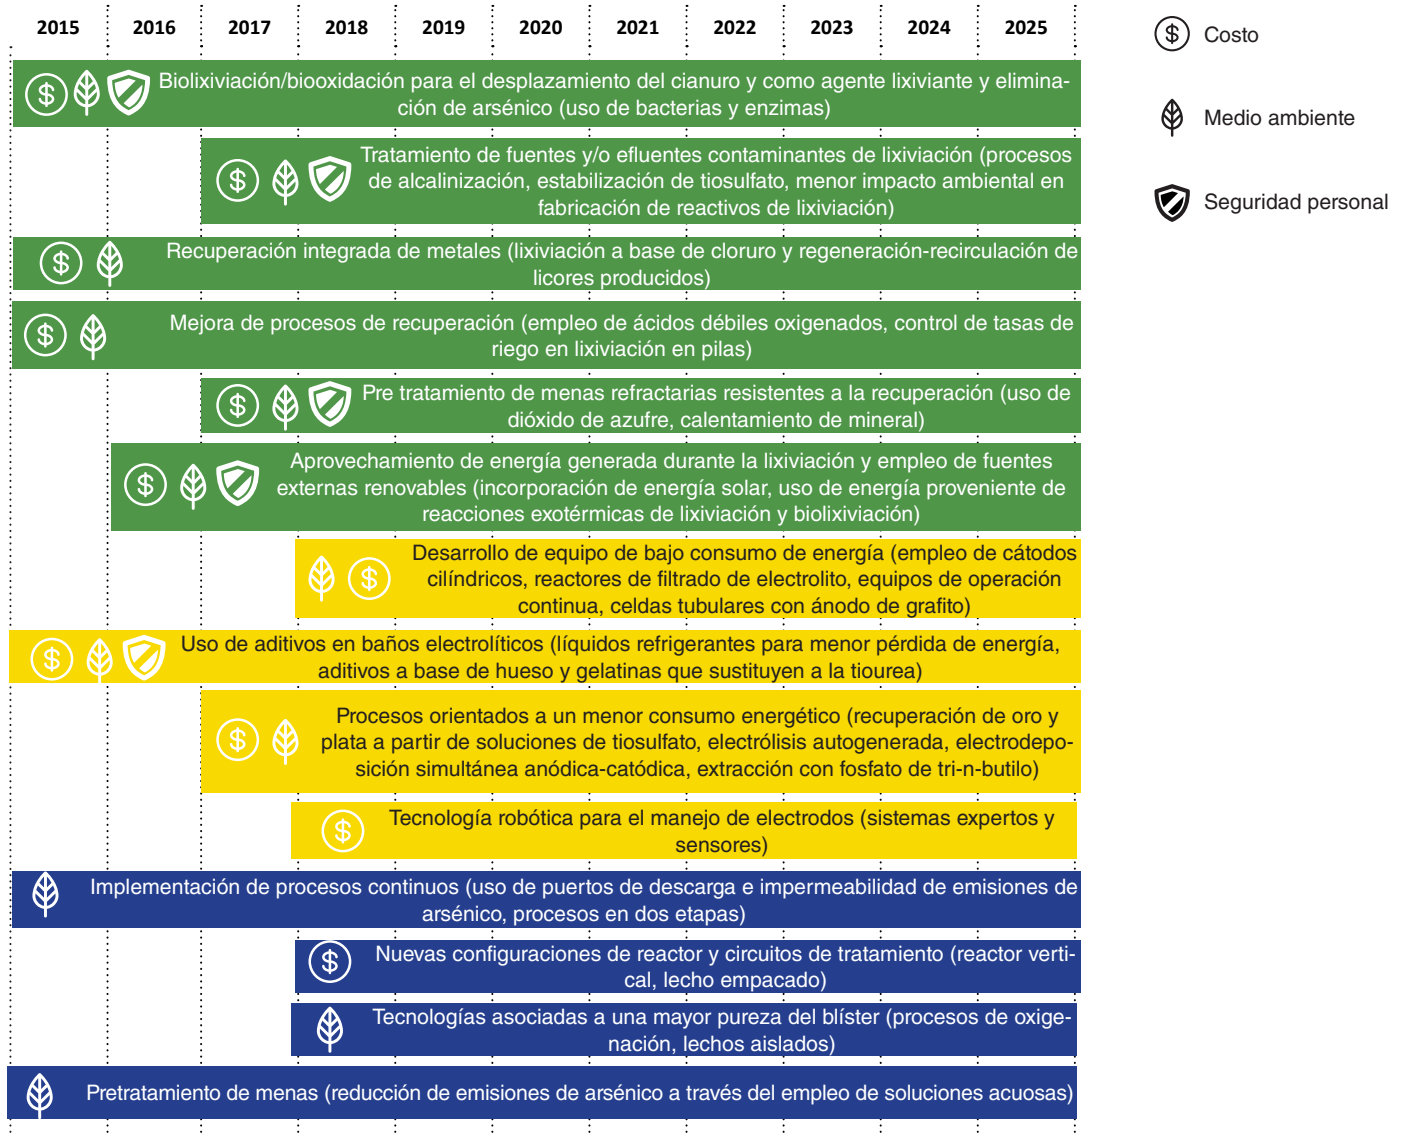 2015 2016 2017 2018 2019 2020 2021 2022 2023 2024 2025
Costo
Medio ambiente
Seguridad personal
Biolixiviación/biooxidación para el desplazamiento del cianuro y como agente lixiviante y elimina-
ción de arsénico (uso de bacterias y enzimas)
Tratamiento de fuentes y/o efluentes contaminantes de lixiviación (procesos
de alcalinización, estabilización de tiosulfato, menor impacto ambiental en
fabricación de reactivos de lixiviación)
Recuperación integrada de metales (lixiviación a base de cloruro y regeneración-recirculación de
licores producidos)
Mejora de procesos de recuperación (empleo de ácidos débiles oxigenados, control de tasas de
riego en lixiviación en pilas)
Pre tratamiento de menas refractarias resistentes a la recuperación (uso de
dióxido de azufre, calentamiento de mineral)
Aprovechamiento de energía generada durante la lixiviación y empleo de fuentes
externas renovables (incorporación de energía solar, uso de energía proveniente de
reacciones exotérmicas de lixiviación y biolixiviación)
Desarrollo de equipo de bajo consumo de energía (empleo de cátodos
cilíndricos, reactores de filtrado de electrolito, equipos de operación
continua, celdas tubulares con ánodo de grafito)
Uso de aditivos en baños electrolíticos (líquidos refrigerantes para menor pérdida de energía,
aditivos a base de hueso y gelatinas que sustituyen a la tiourea)
Procesos orientados a un menor consumo energético (recuperación de oro y
plata a partir de soluciones de tiosulfato, electrólisis autogenerada, electrodepo-
sición simultánea anódica-catódica, extracción con fosfato de tri-n-butilo)
Tecnología robótica para el manejo de electrodos (sistemas expertos y
sensores)
Implementación de procesos continuos (uso de puertos de descarga e impermeabilidad de emisiones de
arsénico, procesos en dos etapas)
Nuevas configuraciones de reactor y circuitos de tratamiento (reactor verti-
cal, lecho empacado)
Tecnologías asociadas a una mayor pureza del blíster (procesos de oxige-
nación, lechos aislados)
Pretratamiento de menas (reducción de emisiones de arsénico a través del empleo de soluciones acuosas)